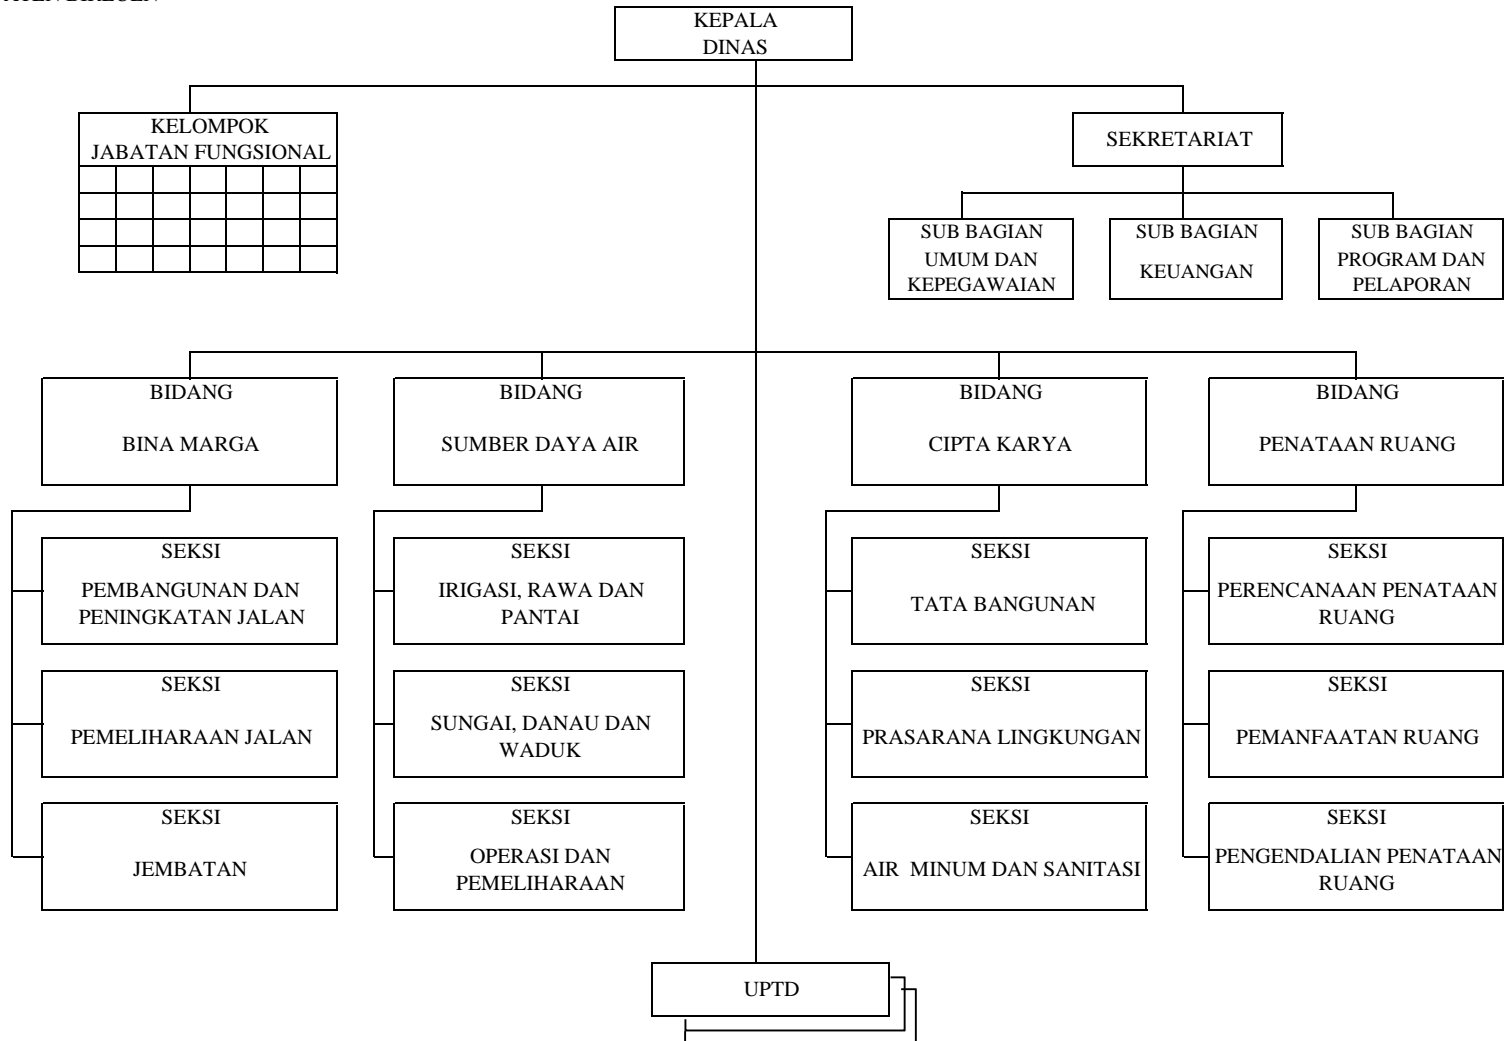 KEPALA
DINAS
KELOMPOK
JABATAN FUNGSIONAL
SEKRETARIAT
SUB BAGIAN
UMUM DAN
KEPEGAWAIAN
SUB BAGIAN
KEUANGAN
SUB BAGIAN
PROGRAM DAN
PELAPORAN
BIDANG
BINA MARGA
BIDANG
SUMBER DAYA AIR
BIDANG
CIPTA KARYA
BIDANG
PENATAAN RUANG
SEKSI
PEMBANGUNAN DAN
PENINGKATAN JALAN
SEKSI
IRIGASI, RAWA DAN
PANTAI
SEKSI
TATA BANGUNAN
SEKSI
PERENCANAAN PENATAAN
RUANG
SEKSI
PEMELIHARAAN JALAN
SEKSI
SUNGAI, DANAU DAN
WADUK
SEKSI
PRASARANA LINGKUNGAN
SEKSI
PEMANFAATAN RUANG
SEKSI
JEMBATAN
SEKSI
OPERASI DAN
PEMELIHARAAN
SEKSI
AIR  MINUM DAN SANITASI
SEKSI
PENGENDALIAN PENATAAN
RUANG
UPTD